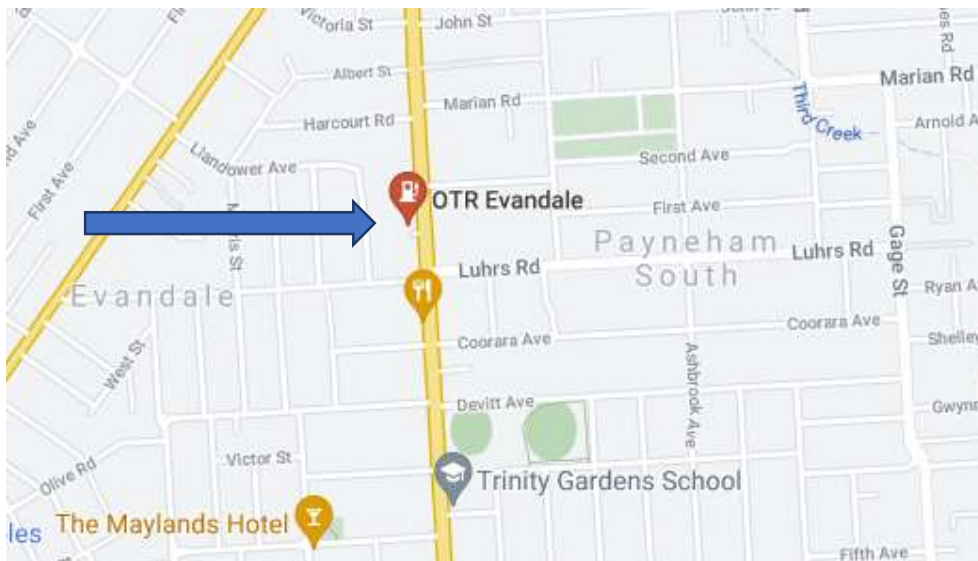 Victoria St
John St
Albert St
Marian Rd
Marian Rd
Harcourt Rd
Third Creek
Arnold A
Second Ave
Llandower Ave
First Ave
OTR Evandale
First Ave
Payneham
South
Luhrs Rd
Luhrs Rd
Gage St
Evandale
Ryan A
Coorara Ave
Coorara Ave
Shelley
West St
Ashbrook Ave
Devitt Ave
Gwynn
Victor St
Olive Rd
Trinity Gardens School
The Maylands Hotel
les
Fifth Ave